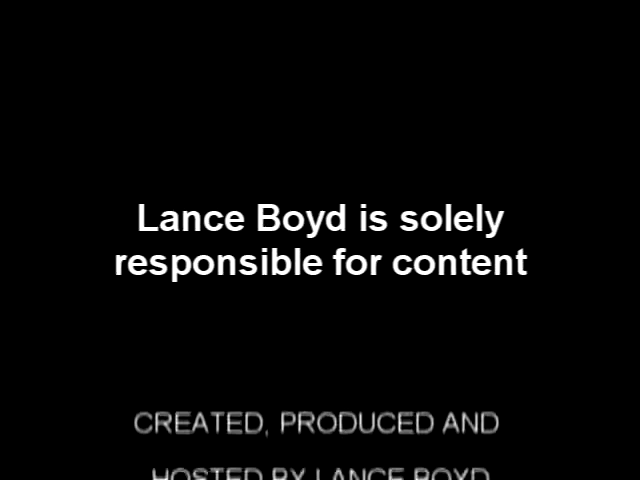 Lance Boyd is solely
responsible for content
CREATED, PRODUCED AND
HOSTED BY LANCE BOYD